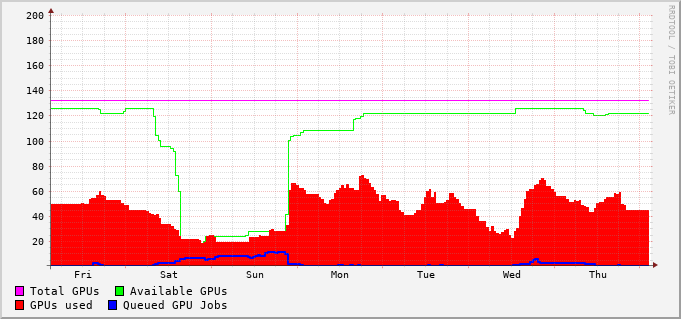 200
180
160
140
120
100
80
60
40
20
Fri Sat Sun Mon Tue Wed Thu
Total GPUs Available GPUs
GPUs used Queued GPU Jobs
RRDTOOL / TOBI OETIKER